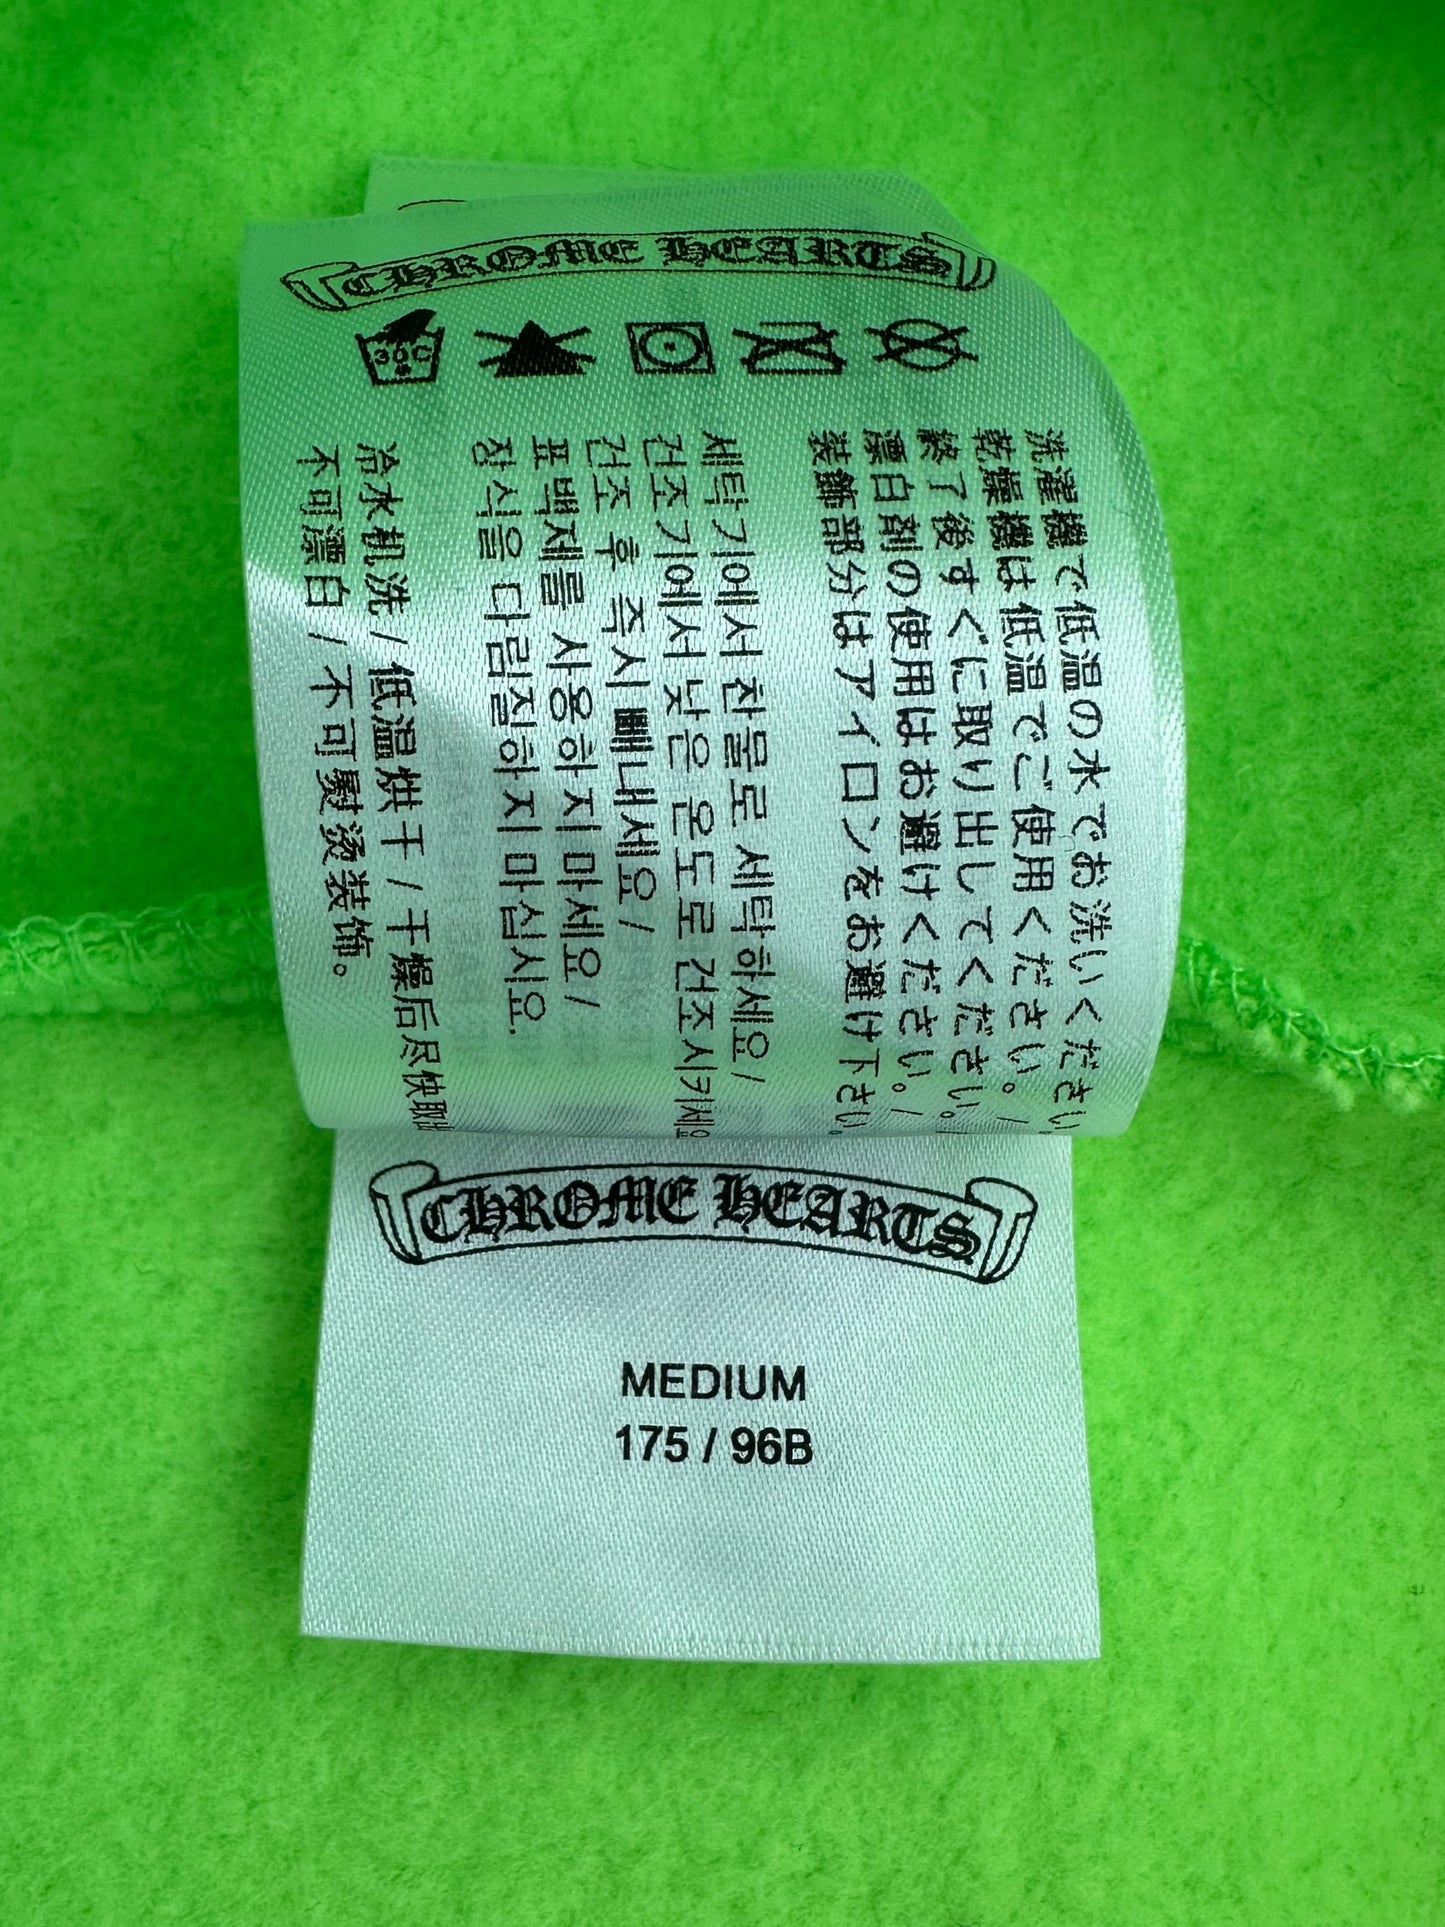 CHROME HEARTS
30C
洗濯機で低温の水でお洗いください。
乾燥機は低温でご使用ください。/
終了後すぐに取り出してください。/
漂白剤の使用はお避けください。/
装飾部分はアイロンをお避け下さい。
세탁기에서 찬물로 세탁하세요 /
건조기에서 낮은 온도로 건조시키세요
건조 후 즉시 빼내세요 /
표백제를 사용하지 마세요 /
장식을 다림질하지 마십시요.
冷水机洗 / 低温烘干 / 干燥后尽快取出
不可漂白 / 不可熨烫装饰。
CHROME HEARTS
MEDIUM
175 / 96B